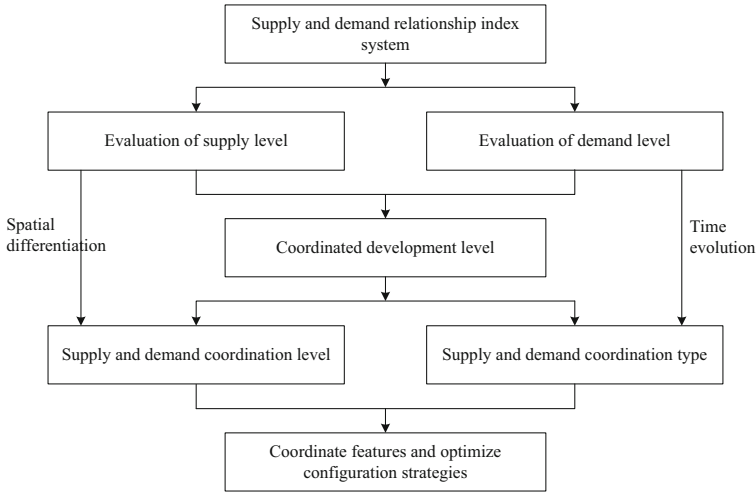 Supply and demand relationship index
system
Evaluation of supply level
Evaluation of demand level
Spatial
differentiation
Time
evolution
Coordinated development level
Supply and demand coordination level
Supply and demand coordination type
Coordinate features and optimize
configuration strategies